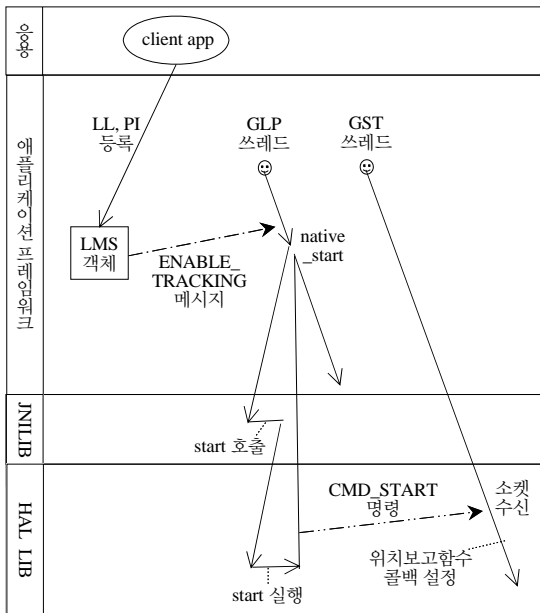 응용
client app
LL, PI
등록
GLP
쓰레드
GST
쓰레드
애플리케이션 프레임워크
LMS
객체
native
_start
ENABLE_
TRACKING
메시지
JNILIB
start 호출
HAL LIB
CMD_START
명령
소켓
수신
위치보고함수
콜백 설정
start 실행